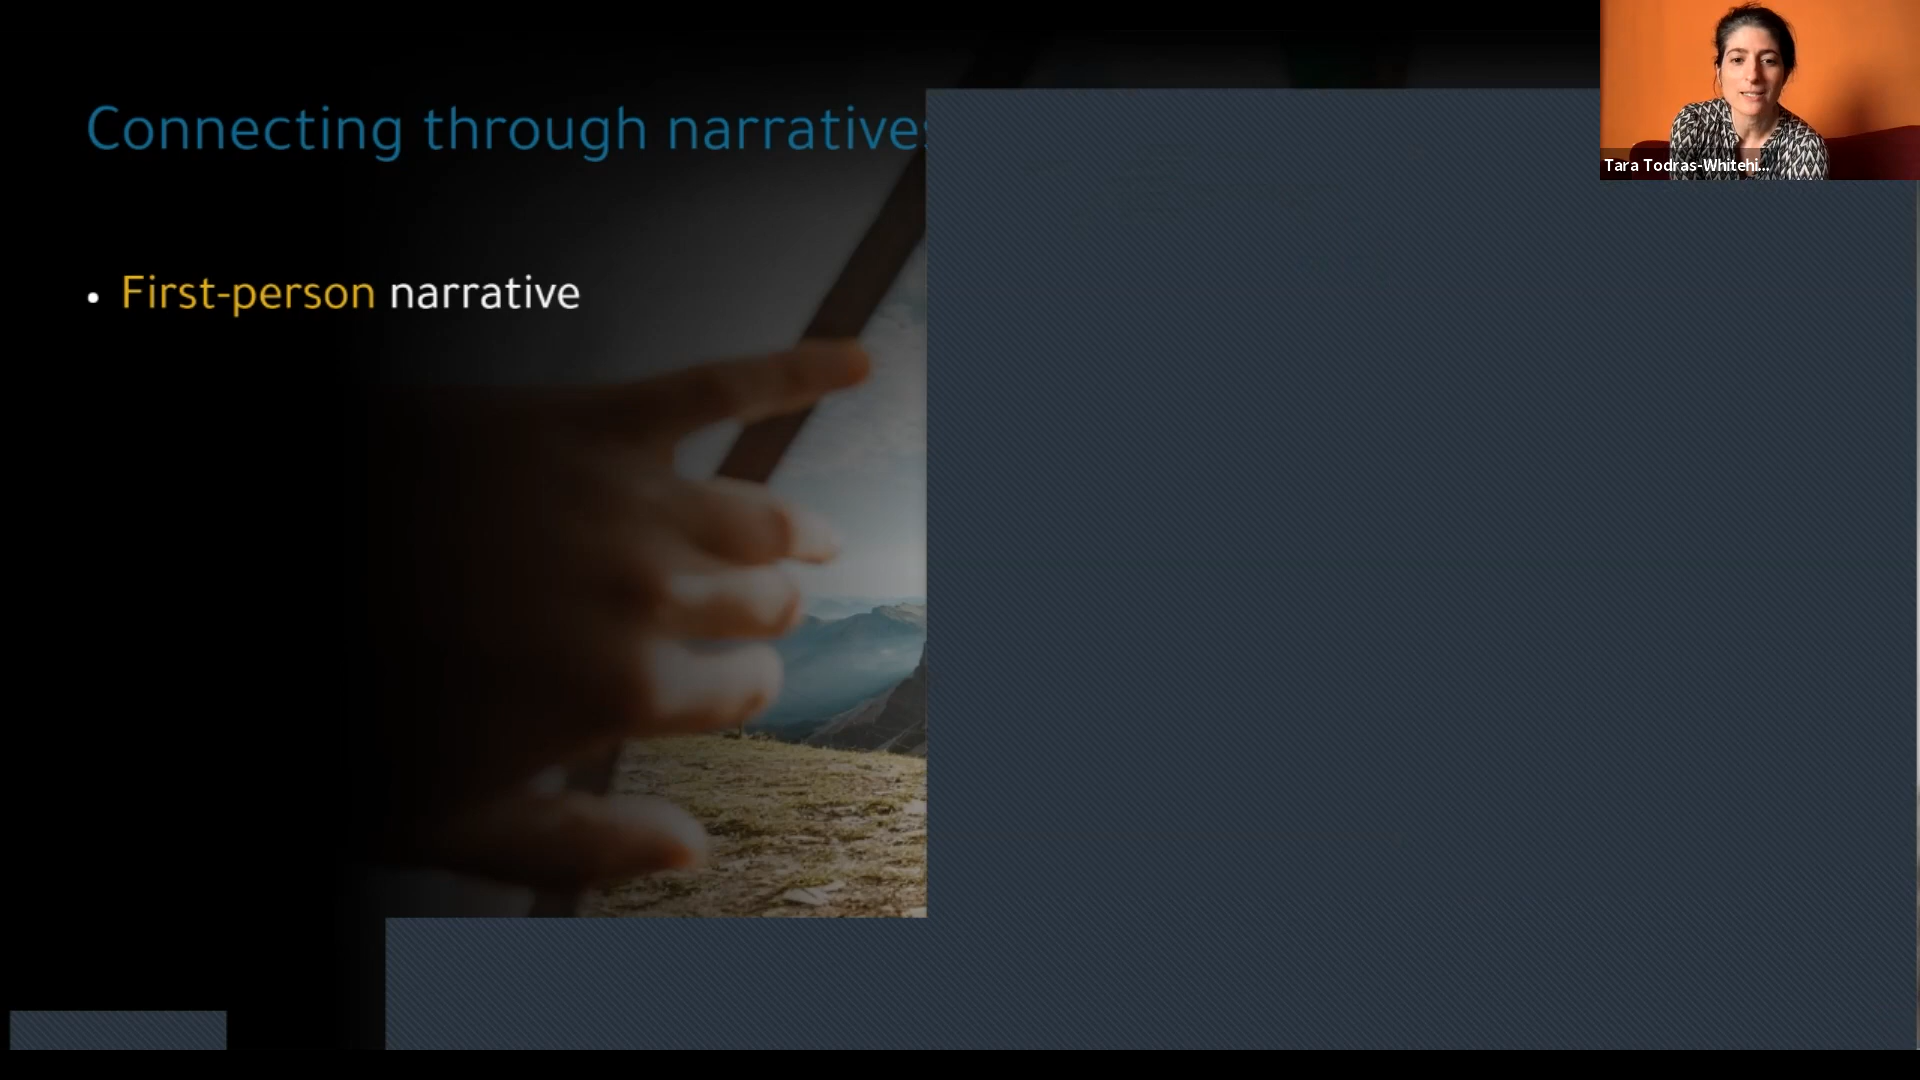 Connecting through narratives
• First-person narrative
Tara Todras-Whitehi...